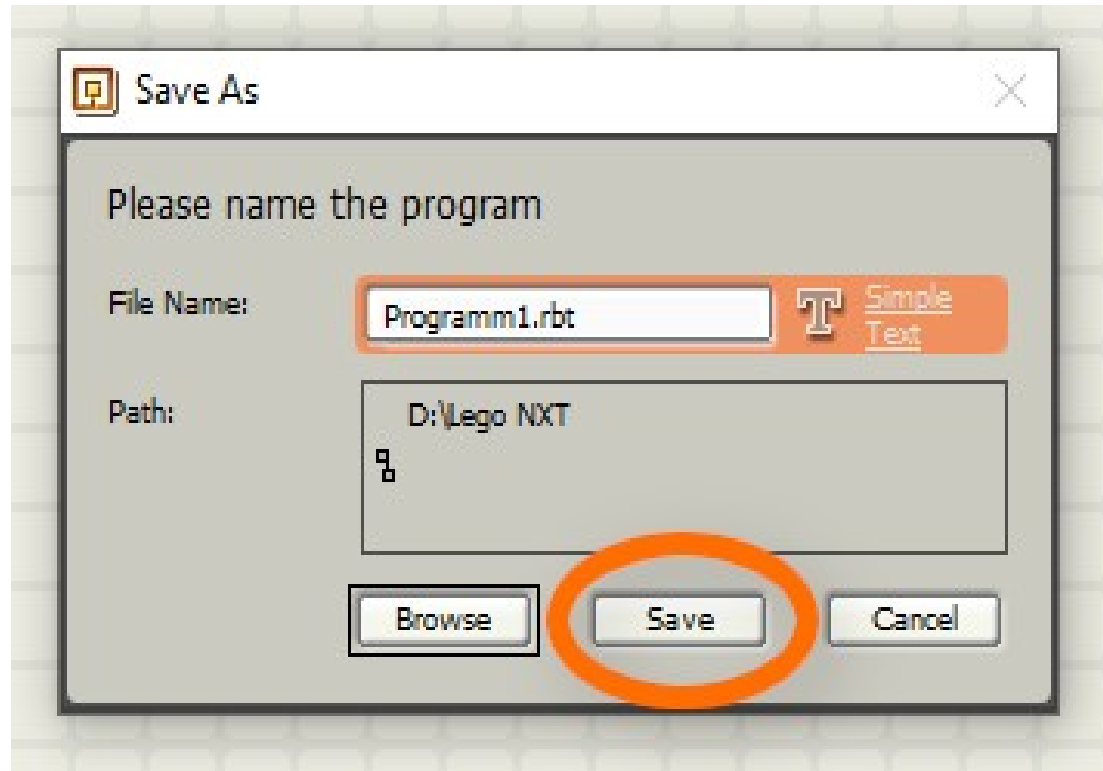 Save As
Please name the program
File Name:
Programm1.rbt
Simple
Text
Path:
D:\Lego NXT
Browse
Save
Cancel